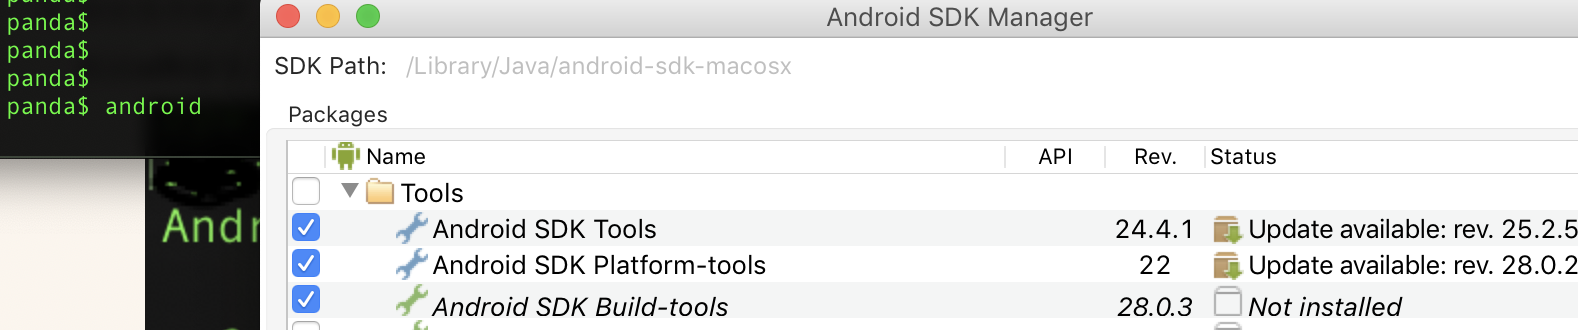 panda$
panda$
panda$
panda$ android
Andr
Android SDK Manager
SDK Path: /Library/Java/android-sdk-macosx
Packages
Name API Rev. Status
Tools
Android SDK Tools 24.4.1 Update available: rev. 25.2.5
Android SDK Platform-tools 22 Update available: rev. 28.0.2
Android SDK Build-tools 28.0.3 Not installed